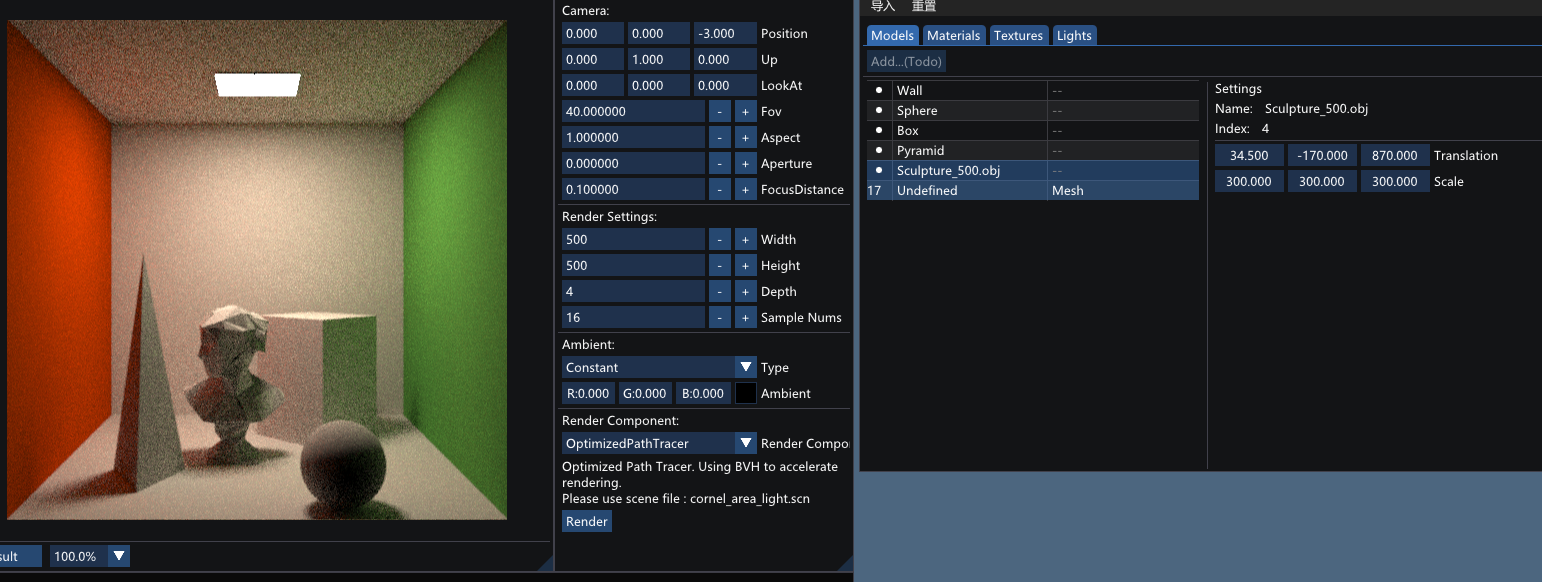 Camera:
0.000 0.000 -3.000 Position
0.000 1.000 0.000 Up
0.000 0.000 0.000 LookAt
40.000000 - + Fov
1.000000 - + Aspect
0.000000 - + Aperture
0.100000 - + FocusDistance
Render Settings:
500 - + Width
500 - + Height
4 - + Depth
16 - + Sample Nums
Ambient:
Constant Type
R:0.000 G:0.000 B:0.000 Ambient
Render Component:
OptimizedPathTracer Render Compo
Optimized Path Tracer. Using BVH to accelerate
rendering.
Please use scene file : cornel_area_light.scn
Render
sult 100.0%
导入 重置
Models Materials Textures Lights
Add...(Todo)
Wall --
Sphere --
Box --
Pyramid --
Sculpture_500.obj --
17 Undefined Mesh
Settings
Name: Sculpture_500.obj
Index: 4
34.500 -170.000 870.000 Translation
300.000 300.000 300.000 Scale